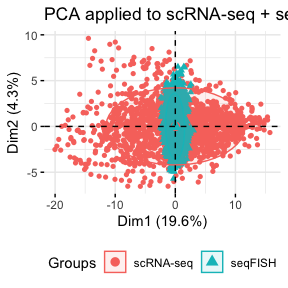 PCA applied to scRNA-seq + se
10
5
0
-5
-20
-10
0
10
Dim2 (4.3%)
Dim1 (19.6%)
Groups scRNA-seq seqFISH